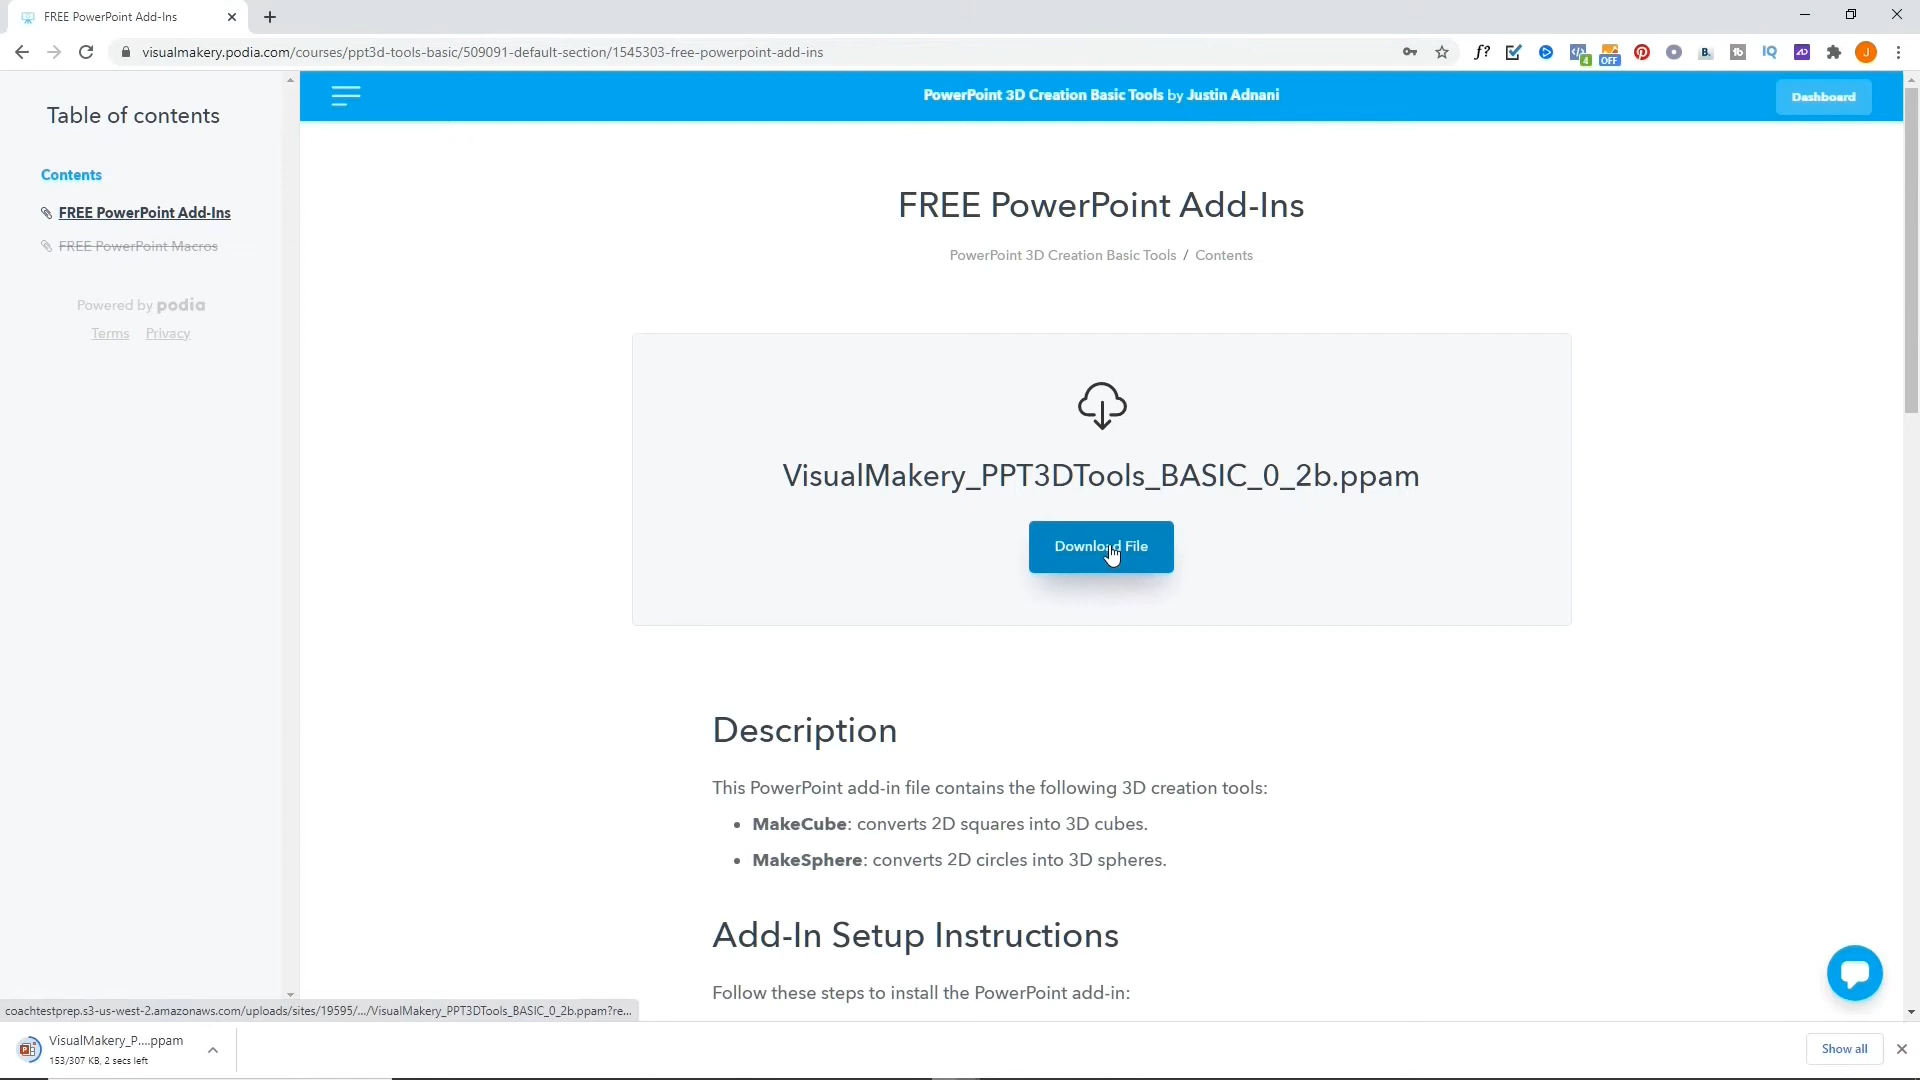 FREE PowerPoint Add-Ins
visualmakery.podia.com/courses/ppt3d-tools-basic/509091-default-section/1545303-free-powerpoint-add-ins
f?
4
OFF
B.
IQ
J
Table of contents
Contents
FREE PowerPoint Add-Ins
FREE PowerPoint Macros
Powered by podia
Terms Privacy
PowerPoint 3D Creation Basic Tools by Justin Adnani
Dashboard
FREE PowerPoint Add-Ins
PowerPoint 3D Creation Basic Tools / Contents
VisualMakery_PPT3DTools_BASIC_0_2b.ppam
Download File
Description
This PowerPoint add-in file contains the following 3D creation tools:
• MakeCube: converts 2D squares into 3D cubes.
• MakeSphere: converts 2D circles into 3D spheres.
Add-In Setup Instructions
Follow these steps to install the PowerPoint add-in:
coachtestprep.s3-us-west-2.amazonaws.com/uploads/sites/19595/.../VisualMakery_PPT3DTools_BASIC_0_2b.ppam?re...
VisualMakery_P....ppam
153/307 KB, 2 secs left
Show all